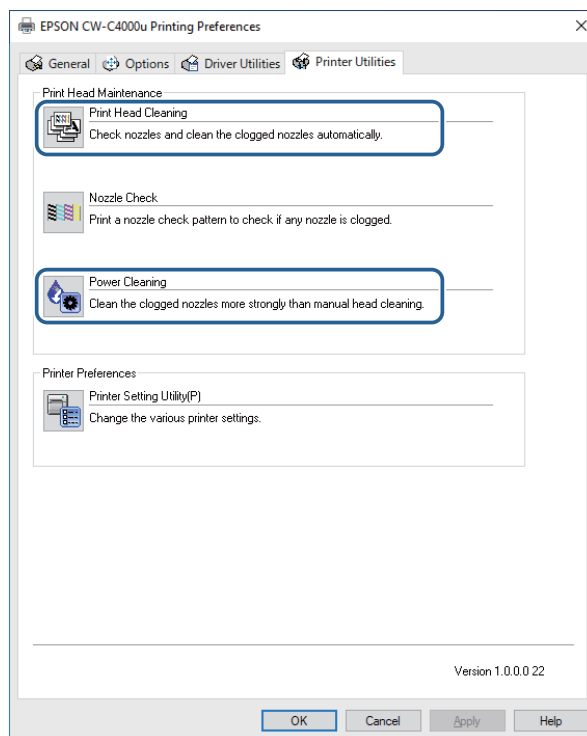 EPSON CW-C4000u Printing Preferences
General Options Driver Utilities Printer Utilities
Print Head Maintenance
Print Head Cleaning
Check nozzles and clean the clogged nozzles automatically.
Nozzle Check
Print a nozzle check pattern to check if any nozzle is clogged.
Power Cleaning
Clean the clogged nozzles more strongly than manual head cleaning.
Printer Preferences
Printer Setting Utility(P)
Change the various printer settings.
Version 1.0.0.0 22
OK Cancel Apply Help